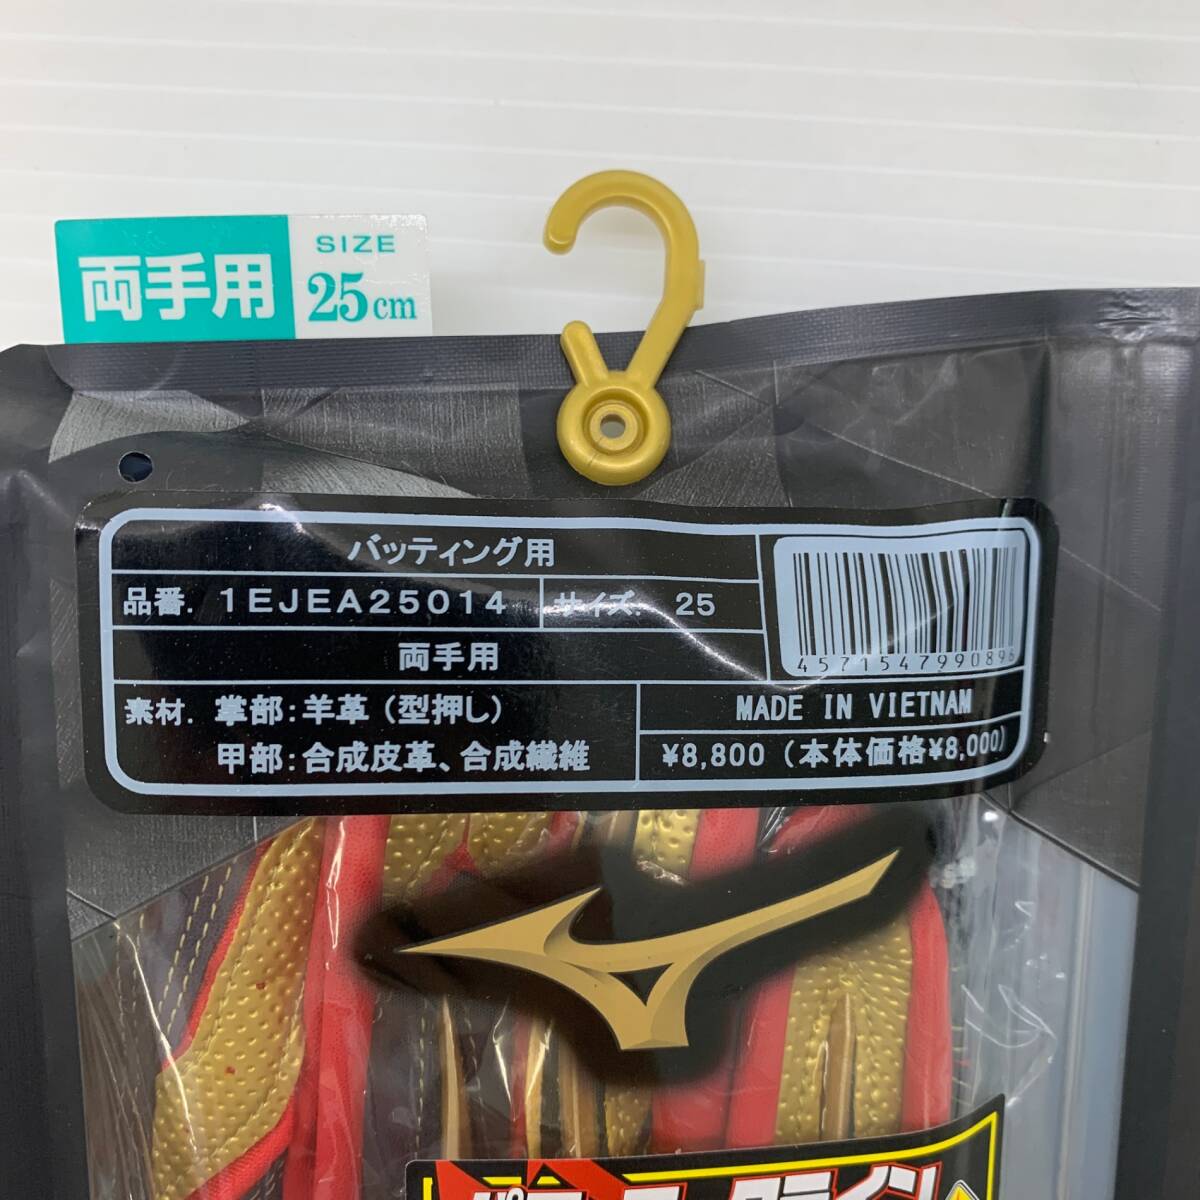 両手用
SIZE
25cm
バッティング用
品番. 1EJEA25014 サイズ. 25
両手用
素材. 掌部:羊革(型押し)
甲部:合成皮革、合成繊維
4571547990896
MADE IN VIETNAM
¥8,800(本体価格¥8,000)